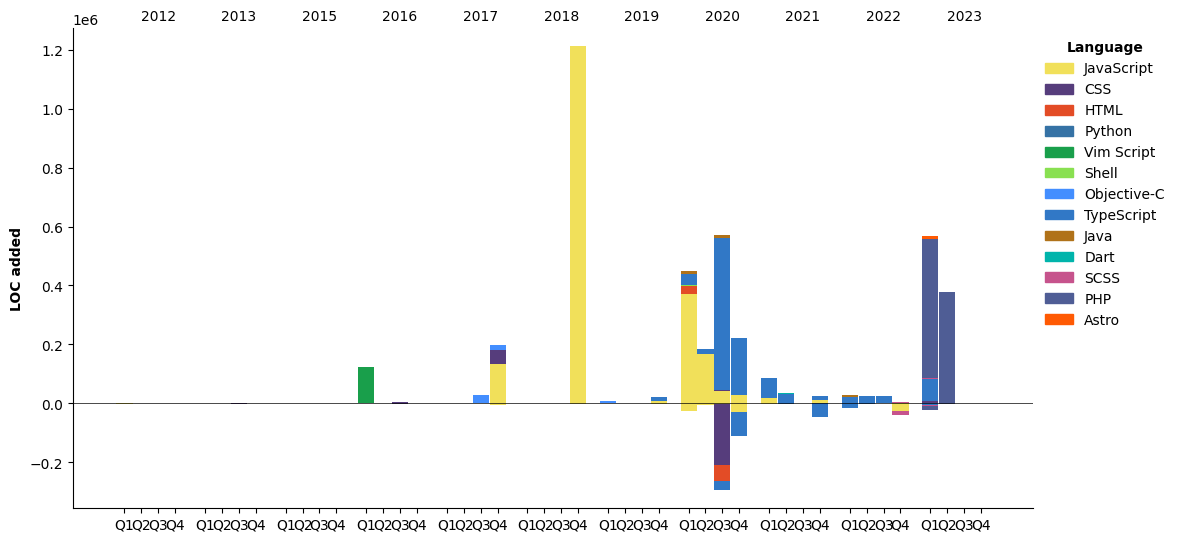 2012 2013 2015 2016 2017 2018 2019 2020 2021 2022 2023
1e6
1.2
1.0
0.8
0.6
0.4
0.2
0.0
−0.2
LOC added
Q1Q2Q3Q4 Q1Q2Q3Q4 Q1Q2Q3Q4 Q1Q2Q3Q4 Q1Q2Q3Q4 Q1Q2Q3Q4 Q1Q2Q3Q4 Q1Q2Q3Q4 Q1Q2Q3Q4 Q1Q2Q3Q4 Q1Q2Q3Q4
Language
JavaScript
CSS
HTML
Python
Vim Script
Shell
Objective-C
TypeScript
Java
Dart
SCSS
PHP
Astro